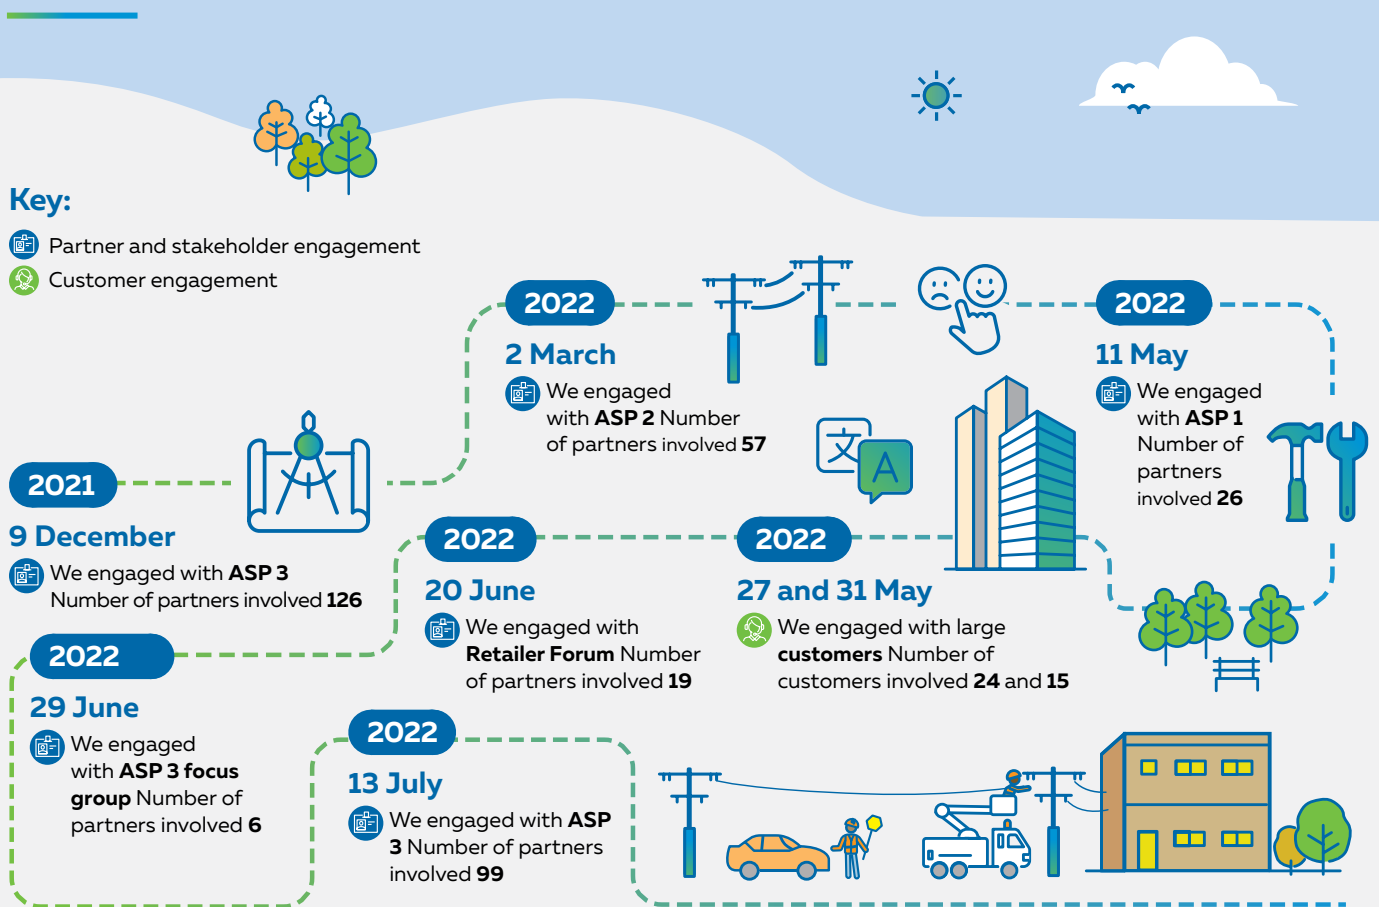 Key:
Partner and stakeholder engagement
Customer engagement
2021
9 December
We engaged with ASP 3
Number of partners involved 126
2022
2 March
We engaged
with ASP 2 Number
of partners involved 57
文
A
2022
11 May
We engaged
with ASP 1
Number of
partners
involved 26
2022
27 and 31 May
We engaged with large
customers Number of
customers involved 24 and 15
2022
20 June
We engaged with
Retailer Forum Number
of partners involved 19
2022
29 June
We engaged
with ASP 3 focus
group Number of
partners involved 6
2022
13 July
We engaged with ASP
3 Number of partners
involved 99